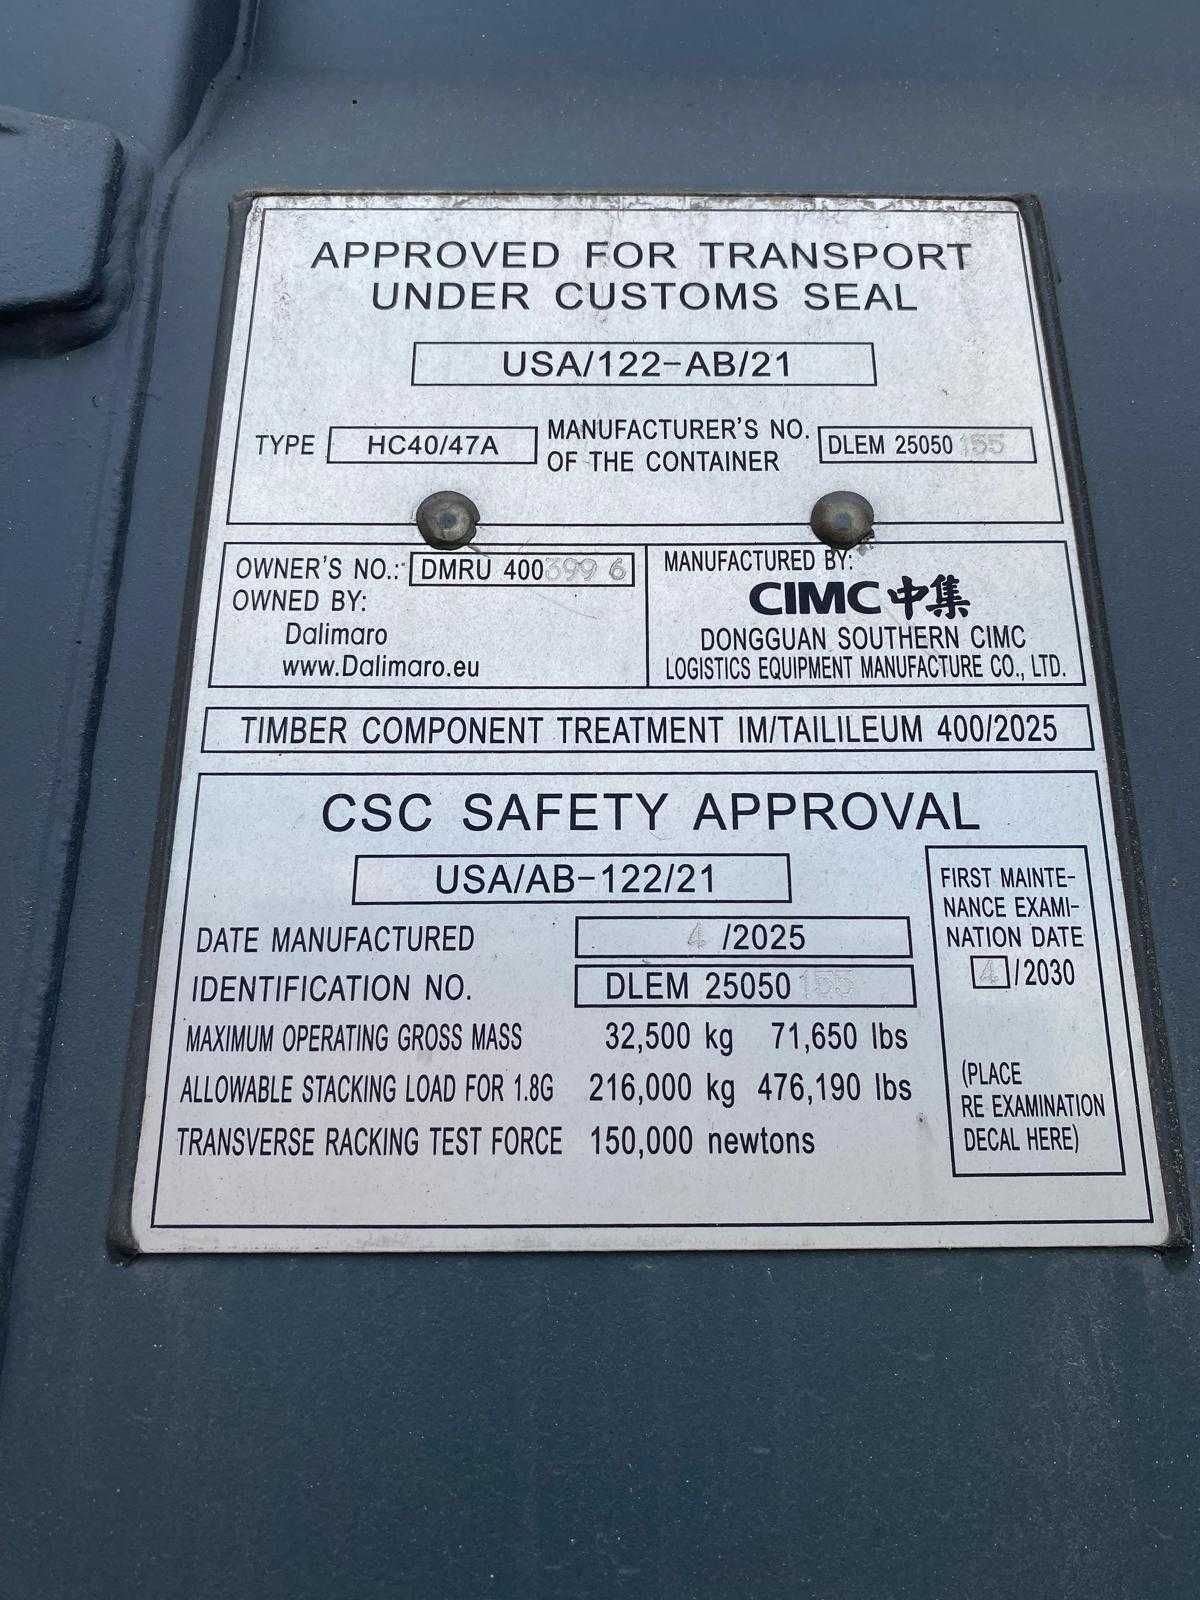 APPROVED FOR TRANSPORT
UNDER CUSTOMS SEAL
USA/122-AB/21
TYPE HC40/47A
MANUFACTURER'S NO.
OF THE CONTAINER
DLEM 25050 155
OWNER'S NO.: DMRU 400399 6
OWNED BY:
Dalimaro
www.Dalimaro.eu
MANUFACTURED BY:
CIMC中集
DONGGUAN SOUTHERN CIMC
LOGISTICS EQUIPMENT MANUFACTURE CO., LTD.
TIMBER COMPONENT TREATMENT IM/TAILILEUM 400/2025
CSC SAFETY APPROVAL
USA/AB-122/21
DATE MANUFACTURED 4 /2025
IDENTIFICATION NO. DLEM 25050 155
MAXIMUM OPERATING GROSS MASS 32,500 kg 71,650 lbs
ALLOWABLE STACKING LOAD FOR 1.8G 216,000 kg 476,190 lbs
TRANSVERSE RACKING TEST FORCE 150,000 newtons
FIRST MAINTE-
NANCE EXAMI-
NATION DATE
4/2030
(PLACE
RE EXAMINATION
DECAL HERE)